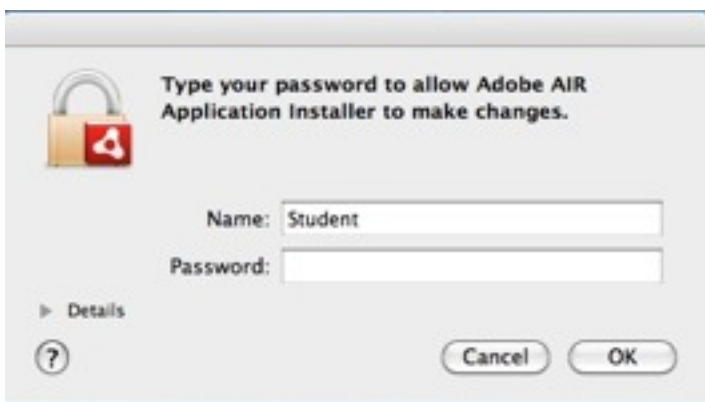 Type your password to allow Adobe AIR
Application Installer to make changes.
Name: Student
Password:
Details
?
Cancel
OK